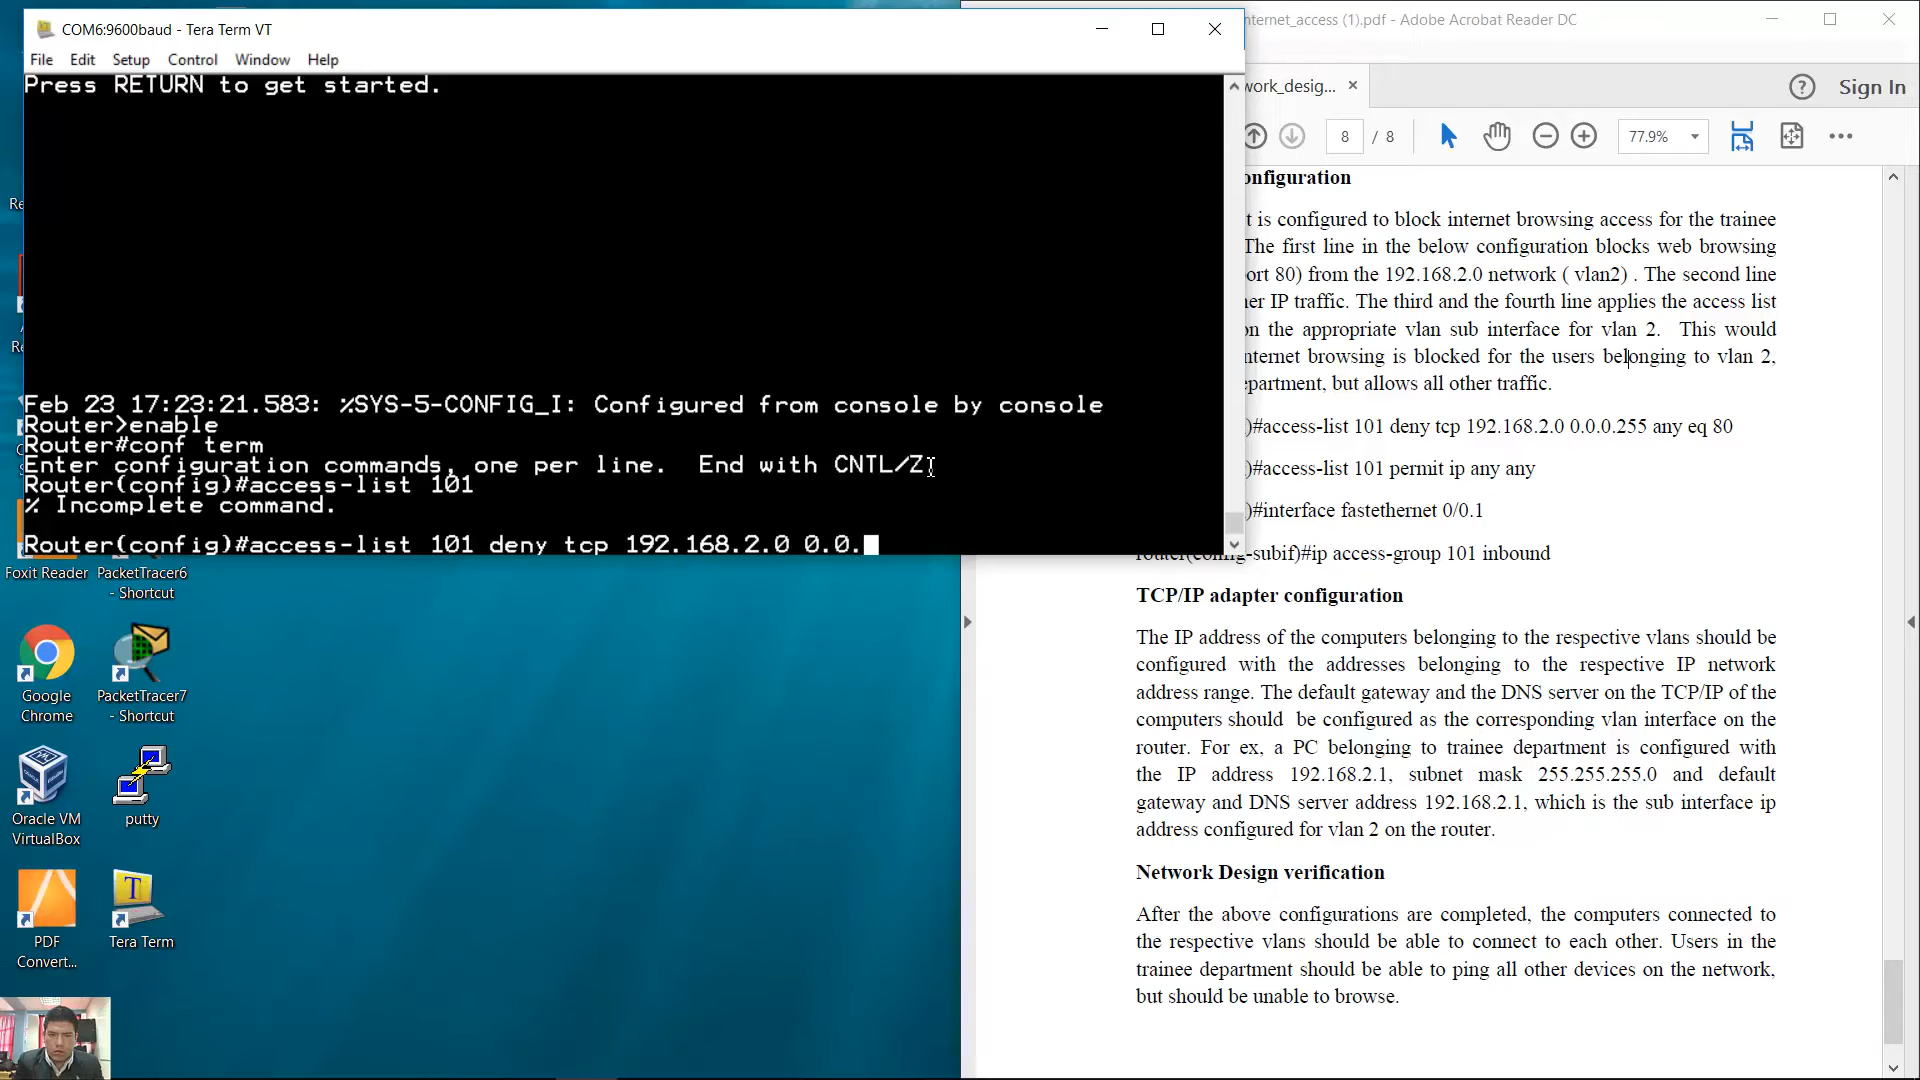 COM6:9600baud - Tera Term VT
File Edit Setup Control Window Help
Press RETURN to get started.
Feb 23 17:23:21.583: %SYS-5-CONFIG_I: Configured from console by console
Router>enable
Router#conf term
Enter configuration commands, one per line.  End with CNTL/Z
Router(config)#access-list 101
% Incomplete command.
Router(config)#access-list 101 deny tcp 192.168.2.0 0.0.
nternet_access (1).pdf - Adobe Acrobat Reader DC
work_desig...
Sign In
8 / 8
77.9%
onfiguration
t is configured to block internet browsing access for the trainee
The first line in the below configuration blocks web browsing
ort 80) from the 192.168.2.0 network ( vlan2) . The second line
er IP traffic. The third and the fourth line applies the access list
n the appropriate vlan sub interface for vlan 2. This would
nternet browsing is blocked for the users belonging to vlan 2,
epartment, but allows all other traffic.
)#access-list 101 deny tcp 192.168.2.0 0.0.0.255 any eq 80
)#access-list 101 permit ip any any
)#interface fastethernet 0/0.1
router(config-subif)#ip access-group 101 inbound
TCP/IP adapter configuration
The IP address of the computers belonging to the respective vlans should be
configured with the addresses belonging to the respective IP network
address range. The default gateway and the DNS server on the TCP/IP of the
computers should be configured as the corresponding vlan interface on the
router. For ex, a PC belonging to trainee department is configured with
the IP address 192.168.2.1, subnet mask 255.255.255.0 and default
gateway and DNS server address 192.168.2.1, which is the sub interface ip
address configured for vlan 2 on the router.
Network Design verification
After the above configurations are completed, the computers connected to
the respective vlans should be able to connect to each other. Users in the
trainee department should be able to ping all other devices on the network,
but should be unable to browse.
Re
Re
Foxit Reader
PacketTracer6
- Shortcut
Google
Chrome
PacketTracer7
- Shortcut
Oracle VM
VirtualBox
putty
PDF
Convert...
Tera Term